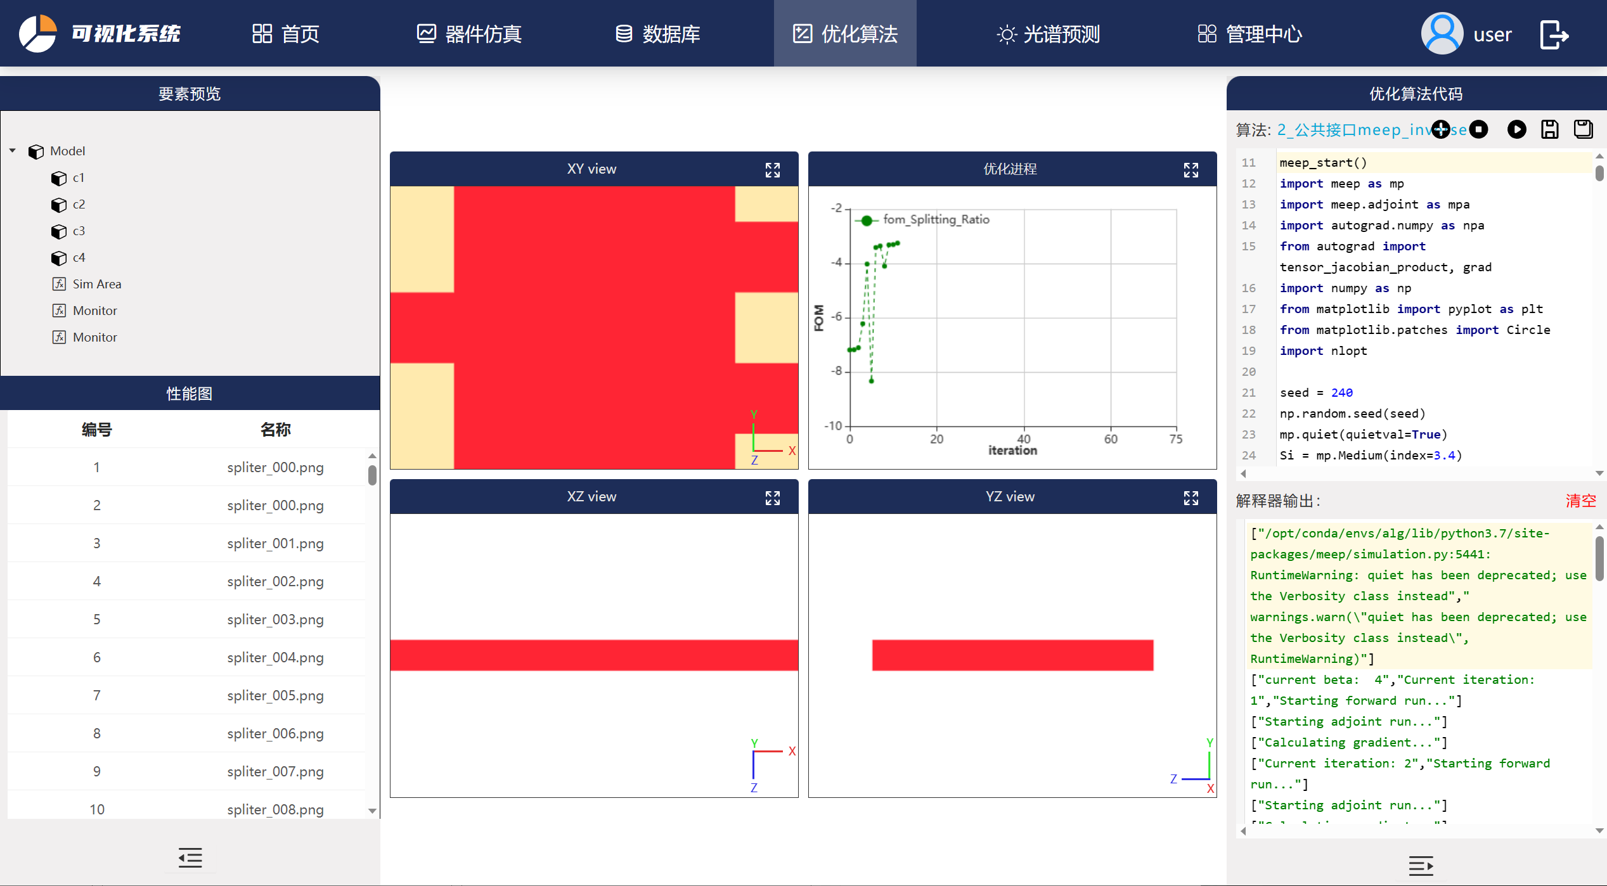 可视化系统
首页
器件仿真
数据库
优化算法
光谱预测
管理中心
user
要素预览
Model
c1
c2
c3
c4
Sim Area
Monitor
Monitor
性能图
编号 名称
1 spliter_000.png
2 spliter_000.png
3 spliter_001.png
4 spliter_002.png
5 spliter_003.png
6 spliter_004.png
7 spliter_005.png
8 spliter_006.png
9 spliter_007.png
10 spliter_008.png
XY view
Y
X
Z
优化进程
fom_Splitting_Ratio
-2
-4
-6
-8
-10
FOM
0 20 40 60 75
iteration
XZ view
Y
X
Z
YZ view
Y
Z
X
优化算法代码
算法: 2_公共接口meep_inv se
11 meep_start()
12 import meep as mp
13 import meep.adjoint as mpa
14 import autograd.numpy as npa
15 from autograd import
tensor_jacobian_product, grad
16 import numpy as np
17 from matplotlib import pyplot as plt
18 from matplotlib.patches import Circle
19 import nlopt
20
21 seed = 240
22 np.random.seed(seed)
23 mp.quiet(quietval=True)
24 Si = mp.Medium(index=3.4)
解释器输出:
清空
["/opt/conda/envs/alg/lib/python3.7/site-
packages/meep/simulation.py:5441:
RuntimeWarning: quiet has been deprecated; use
the Verbosity class instead","
warnings.warn(\"quiet has been deprecated; use
the Verbosity class instead\",
RuntimeWarning)"]
["current beta:  4","Current iteration:
1","Starting forward run..."]
["Starting adjoint run..."]
["Calculating gradient..."]
["Current iteration: 2","Starting forward
run..."]
["Starting adjoint run..."]